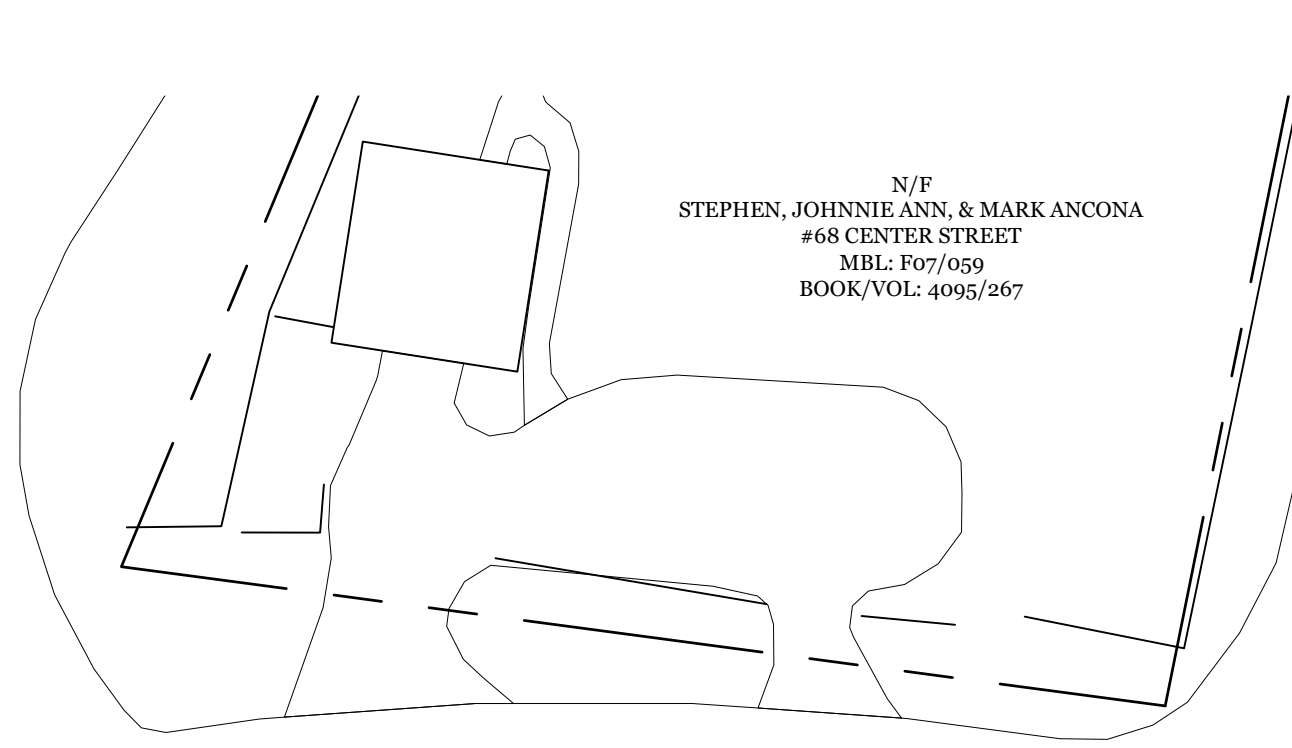 N/F
STEPHEN, JOHNNIE ANN, & MARK ANCONA
#68 CENTER STREET
MBL: F07/059
BOOK/VOL: 4095/267